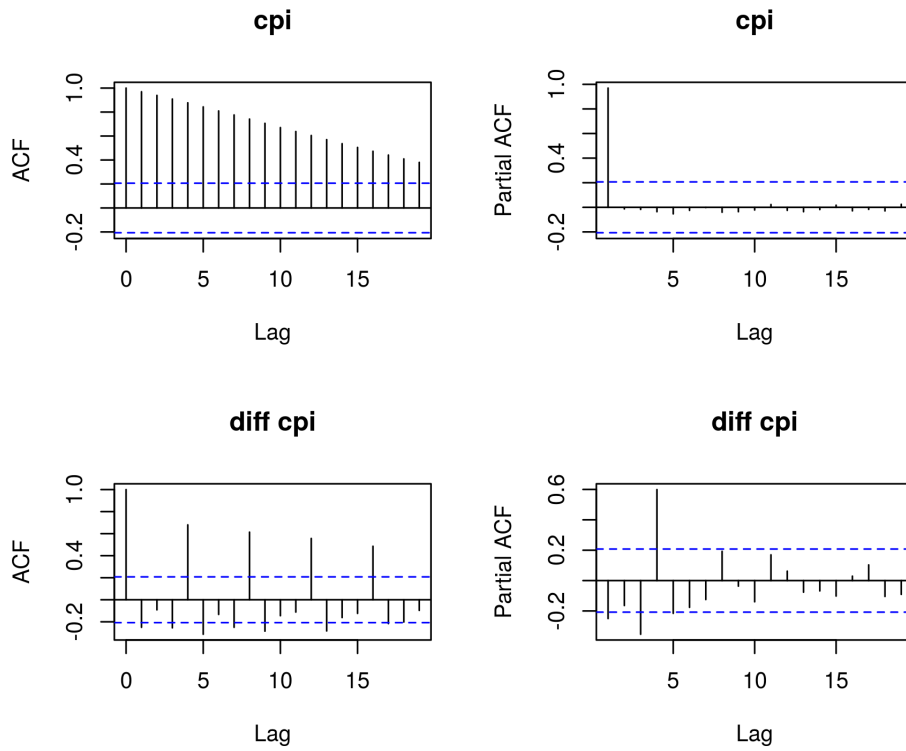 cpi
ACF
-0.2 0.4 1.0
0 5 10 15
Lag
cpi
Partial ACF
-0.2 0.4 1.0
5 10 15
Lag
diff cpi
ACF
-0.2 0.4 1.0
0 5 10 15
Lag
diff cpi
Partial ACF
-0.2 0.2 0.6
5 10 15
Lag